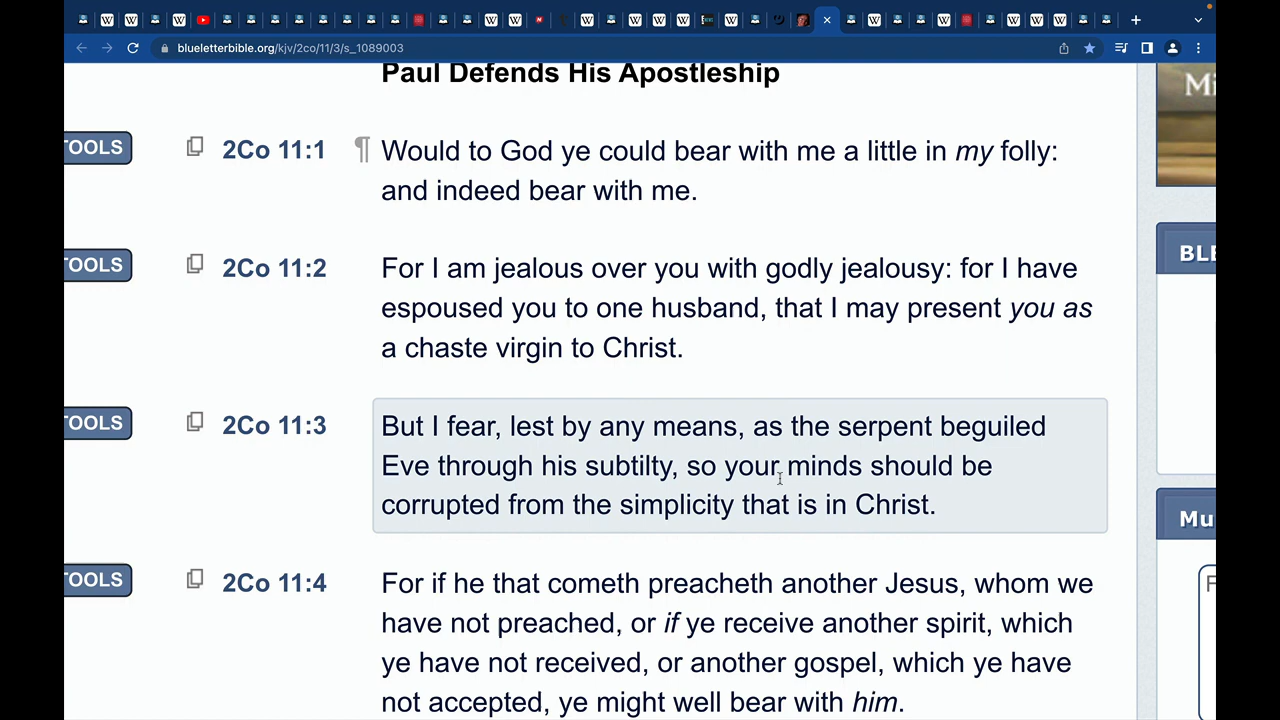 blueletterbible.org/kjv/2co/11/3/s_1089003
Paul Defends His Apostleship
TOOLS
2Co 11:1
¶ Would to God ye could bear with me a little in my folly:
and indeed bear with me.
TOOLS
2Co 11:2
For I am jealous over you with godly jealousy: for I have
espoused you to one husband, that I may present you as
a chaste virgin to Christ.
TOOLS
2Co 11:3
But I fear, lest by any means, as the serpent beguiled
Eve through his subtilty, so your minds should be
corrupted from the simplicity that is in Christ.
TOOLS
2Co 11:4
For if he that cometh preacheth another Jesus, whom we
have not preached, or if ye receive another spirit, which
ye have not received, or another gospel, which ye have
not accepted, ye might well bear with him.
Mi
BLE
Mu
F